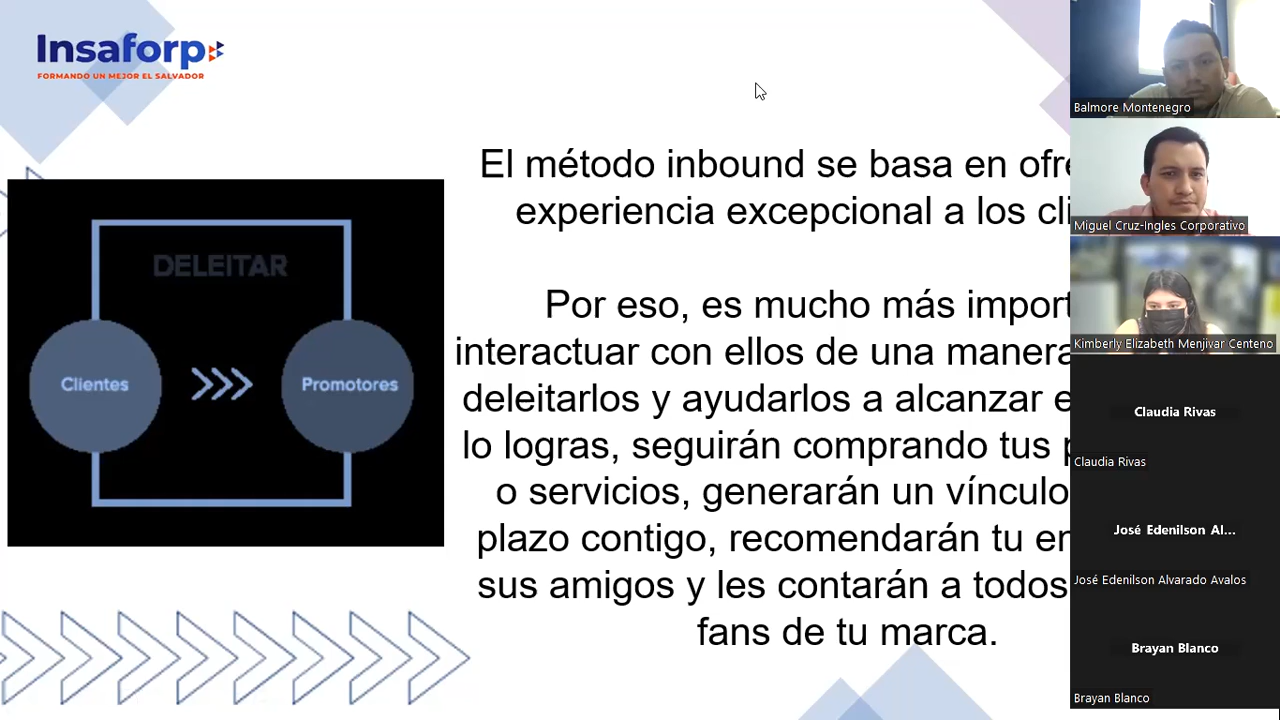 Insaforp
FORMANDO UN MEJOR EL SALVADOR
DELEITAR
Clientes
Promotores
El método inbound se basa en
experiencia excepcional a los
Por eso, es mucho más
interactuar con ellos de una manera
deleitarlos y ayudarlos a alcanzar
lo logras, seguirán comprando tus
o servicios, generarán un vínculo
plazo contigo, recomendarán tu
sus amigos y les contarán a todos
fans de tu marca.
Balmore Montenegro
Miguel Cruz-Ingles Corporativo
Kimberly Elizabeth Menjivar Centeno
Claudia Rivas
Claudia Rivas
José Edenilson Al...
José Edenilson Alvarado Avalos
Brayan Blanco
Brayan Blanco